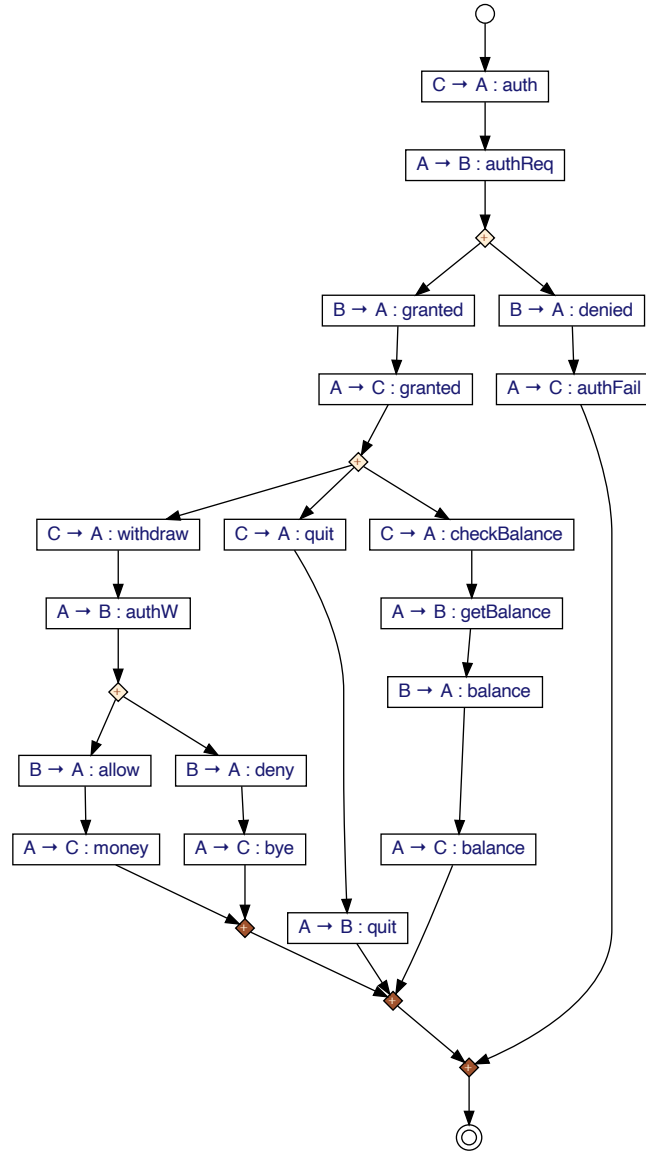 C → A : auth
A → B : authReq
+
B → A : granted
B → A : denied
A → C : granted
A → C : authFail
+
C → A : withdraw
C → A : quit
C → A : checkBalance
A → B : authW
A → B : getBalance
B → A : balance
+
B → A : allow
B → A : deny
A → C : money
A → C : bye
A → C : balance
A → B : quit
+
+
+